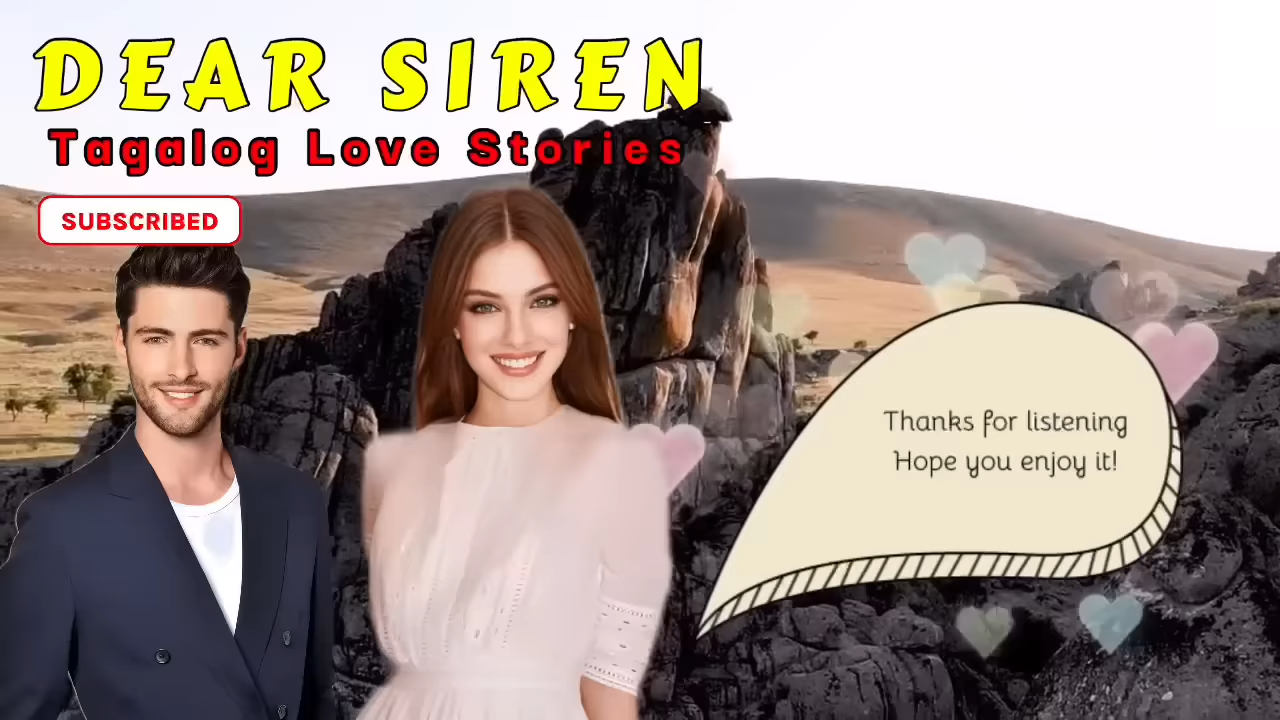 DEAR SIREN
Tagalog Love Stories
SUBSCRIBED
Thanks for listening
Hope you enjoy it!